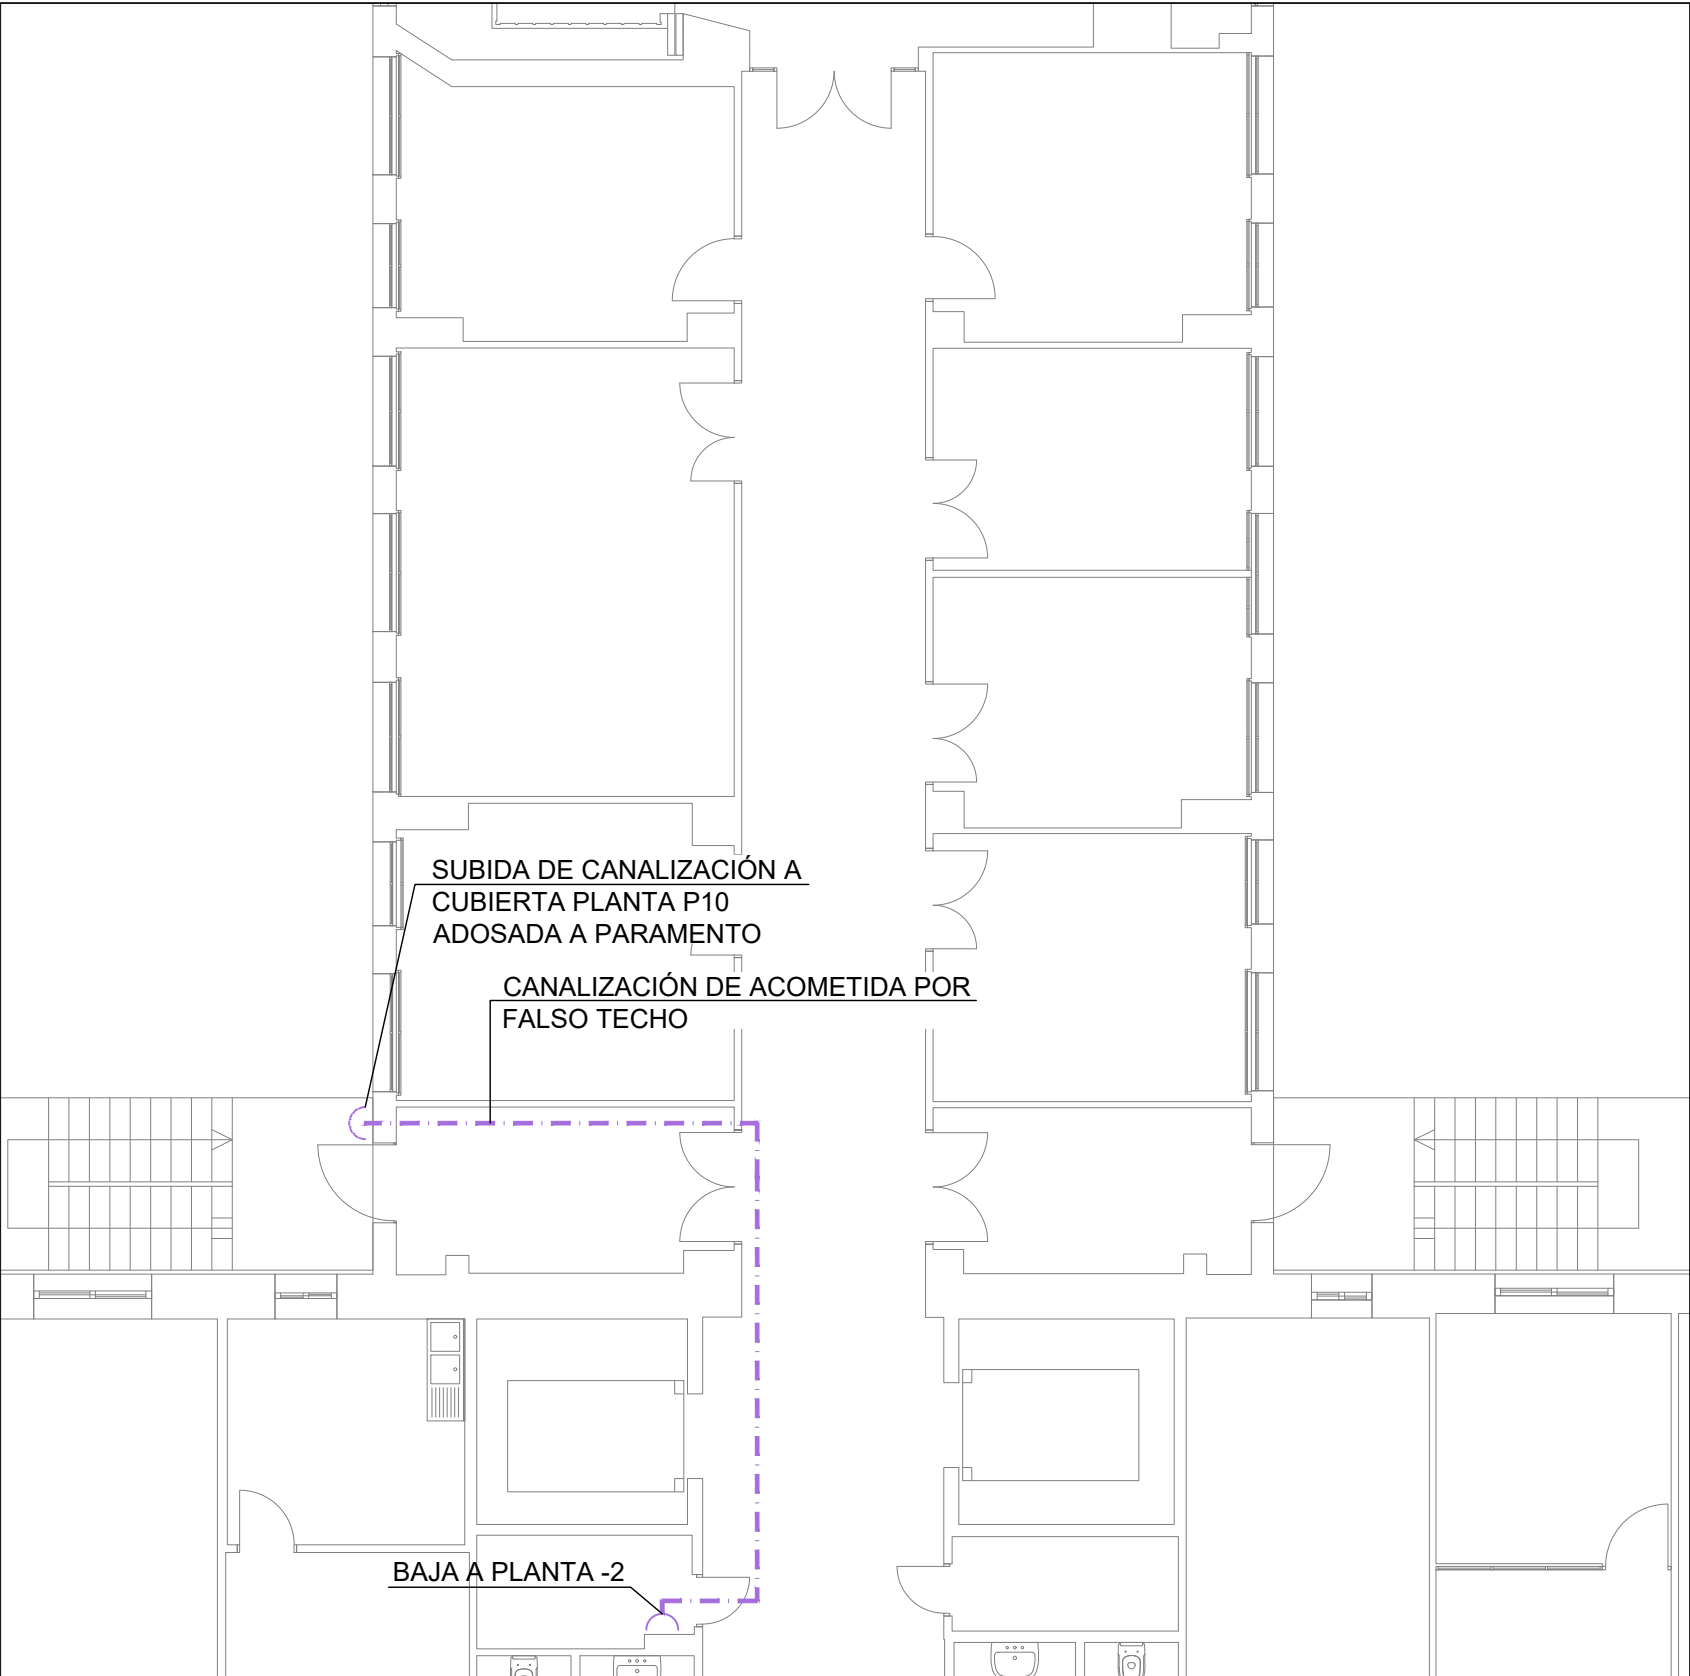 SUBIDA DE CANALIZACIÓN A
CUBIERTA PLANTA P10
ADOSADA A PARAMENTO
CANALIZACIÓN DE ACOMETIDA POR
FALSO TECHO
BAJA A PLANTA -2